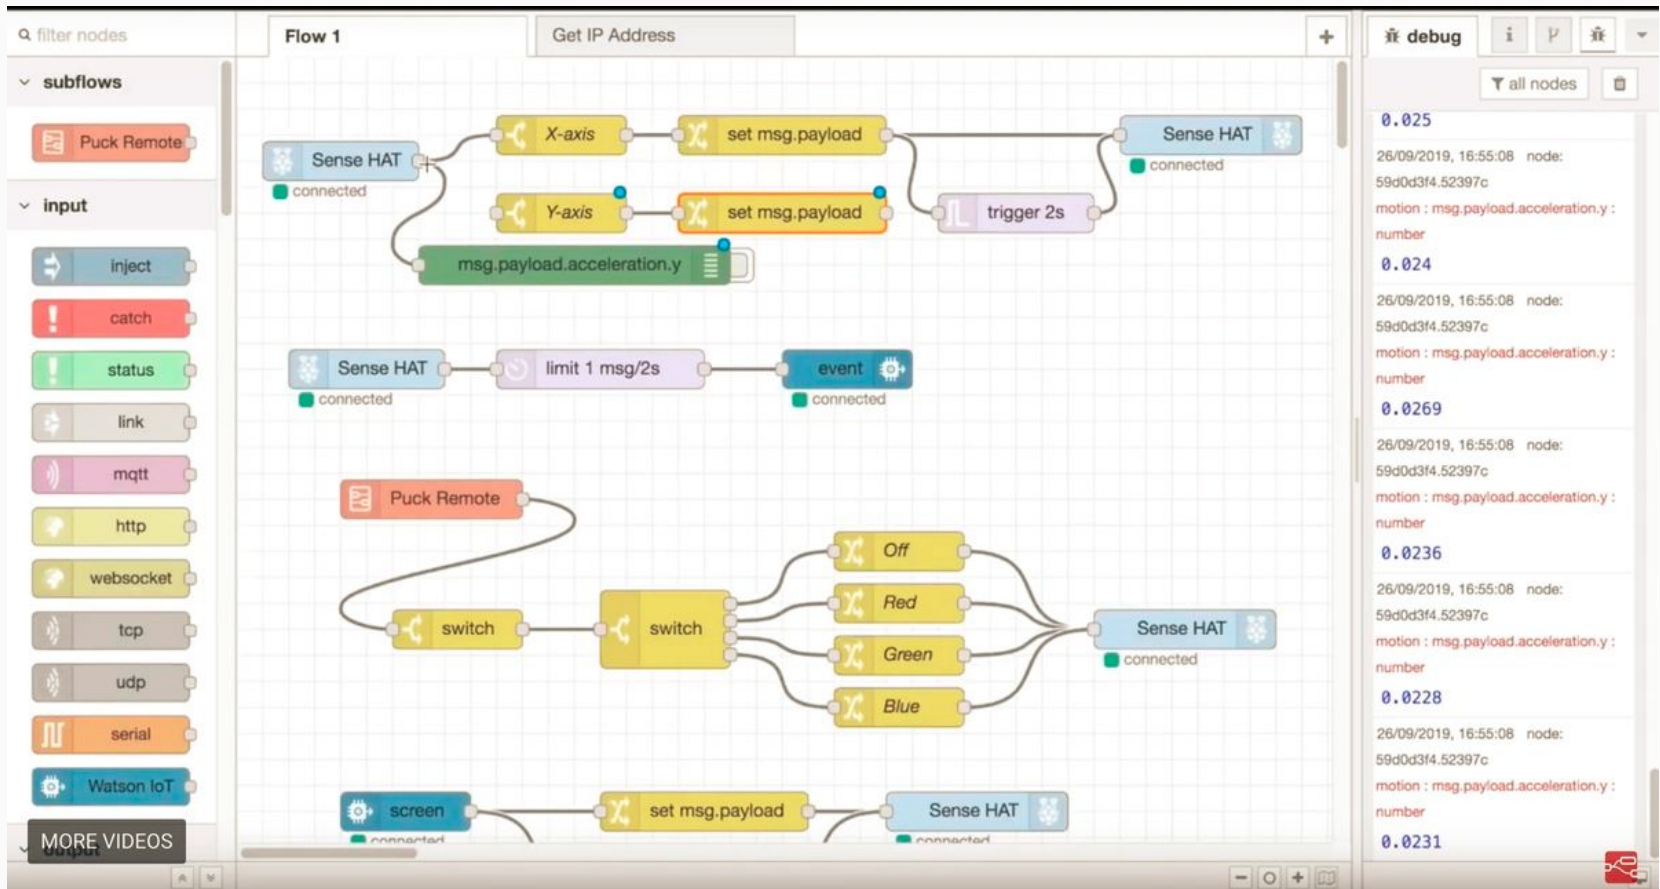 filter nodes
Flow 1
Get IP Address
debug
subflows
all nodes
Puck Remote
input
inject
catch
status
link
mqtt
http
websocket
tcp
udp
serial
Watson IoT
MORE VIDEOS
output
Sense HAT
connected
X-axis
set msg.payload
Sense HAT
connected
Y-axis
set msg.payload
trigger 2s
msg.payload.acceleration.y
Sense HAT
connected
limit 1 msg/2s
event
connected
Puck Remote
switch
switch
Off
Red
Green
Blue
Sense HAT
connected
screen
connected
set msg.payload
Sense HAT
connected
0.025
26/09/2019, 16:55:08 node:
59d0d3f4.52397c
motion : msg.payload.acceleration.y :
number
0.024
26/09/2019, 16:55:08 node:
59d0d3f4.52397c
motion : msg.payload.acceleration.y :
number
0.0269
26/09/2019, 16:55:08 node:
59d0d3f4.52397c
motion : msg.payload.acceleration.y :
number
0.0236
26/09/2019, 16:55:08 node:
59d0d3f4.52397c
motion : msg.payload.acceleration.y :
number
0.0228
26/09/2019, 16:55:08 node:
59d0d3f4.52397c
motion : msg.payload.acceleration.y :
number
0.0231